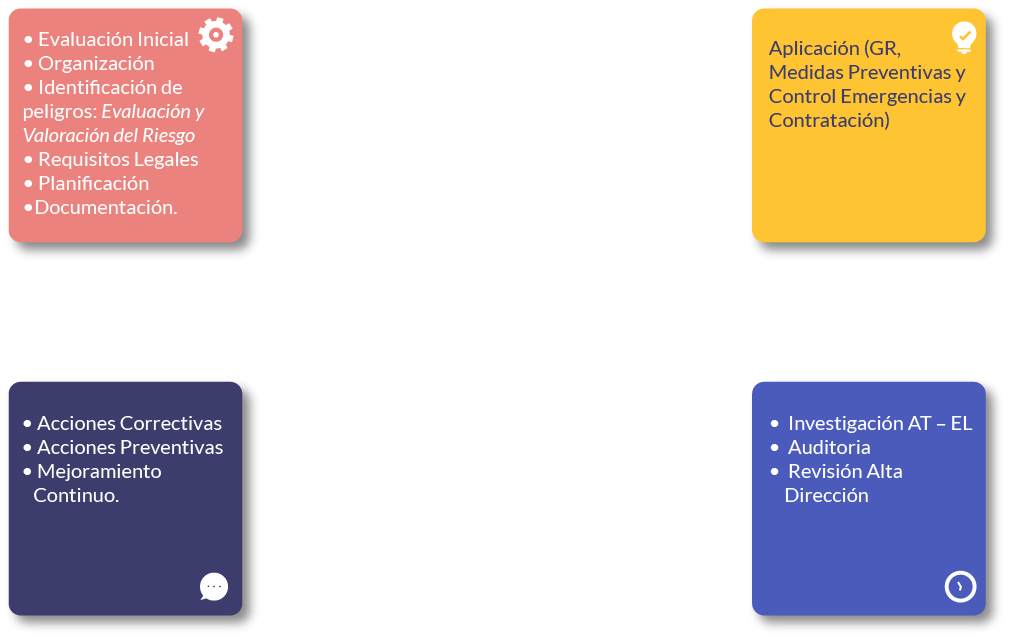 • Evaluación Inicial
• Organización
• Identificación de
peligros: Evaluación y
Valoración del Riesgo
• Requisitos Legales
• Planificación
•Documentación.
Aplicación (GR,
Medidas Preventivas y
Control Emergencias y
Contratación)
• Acciones Correctivas
• Acciones Preventivas
• Mejoramiento
Continuo.
• Investigación AT – EL
• Auditoria
• Revisión Alta
Dirección